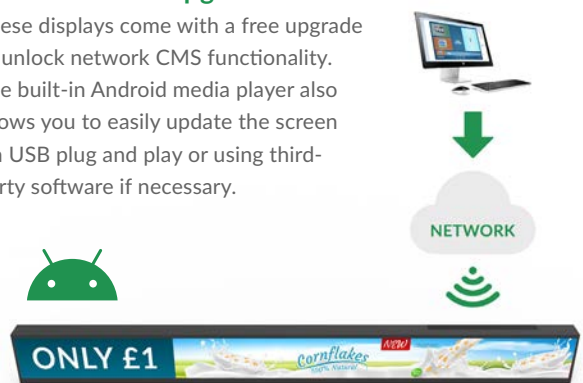 ese displays come with a free upgrade
unlock network CMS functionality.
e built-in Android media player also
ows you to easily update the screen
USB plug and play or using third-
rty software if necessary.
NETWORK
ONLY £1
Cornflakes
100% Natural
NEW